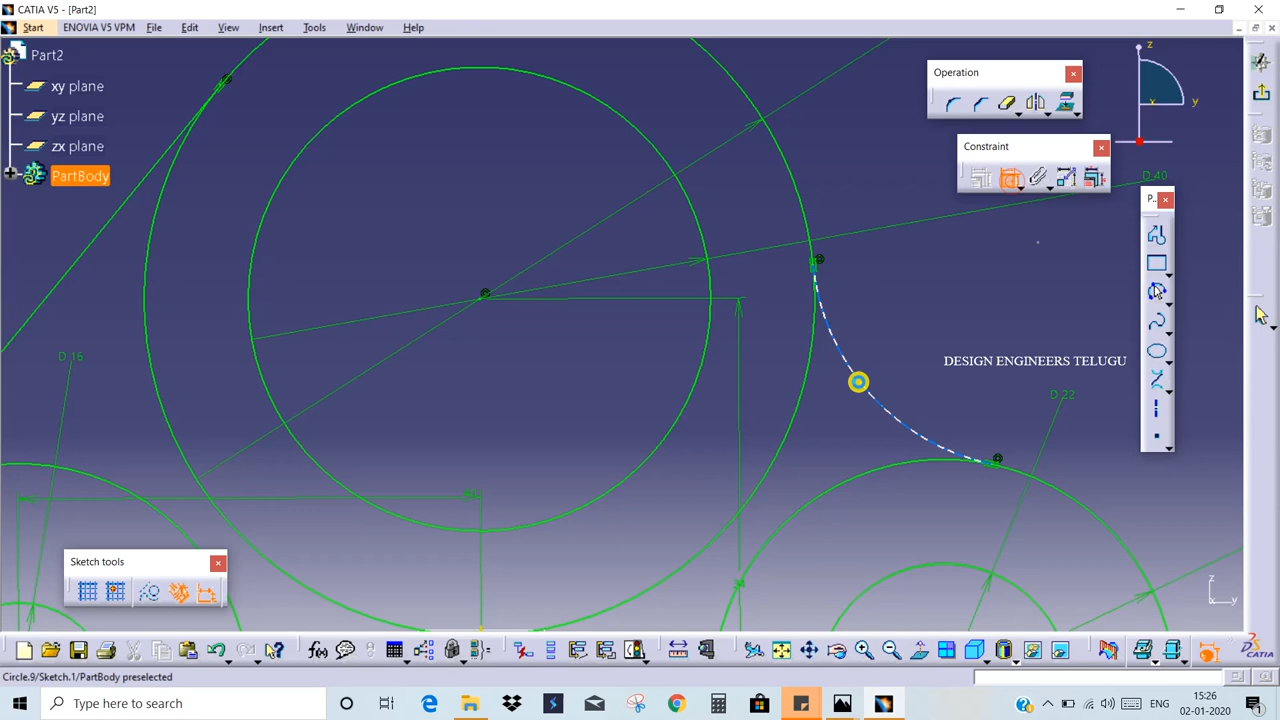 CATIA V5 - [Part2]
Start ENOVIA V5 VPM File Edit View Insert Tools Window Help
Part2
xy plane
yz plane
zx plane
PartBody
Operation
Constraint
P..
z
x
y
D 40
D 16
D 22
DESIGN ENGINEERS TELUGU
Sketch tools
z
x
y
CATIA
Circle.9/Sketch.1/PartBody preselected
Type here to search
ENG
15:26
02-01-2020